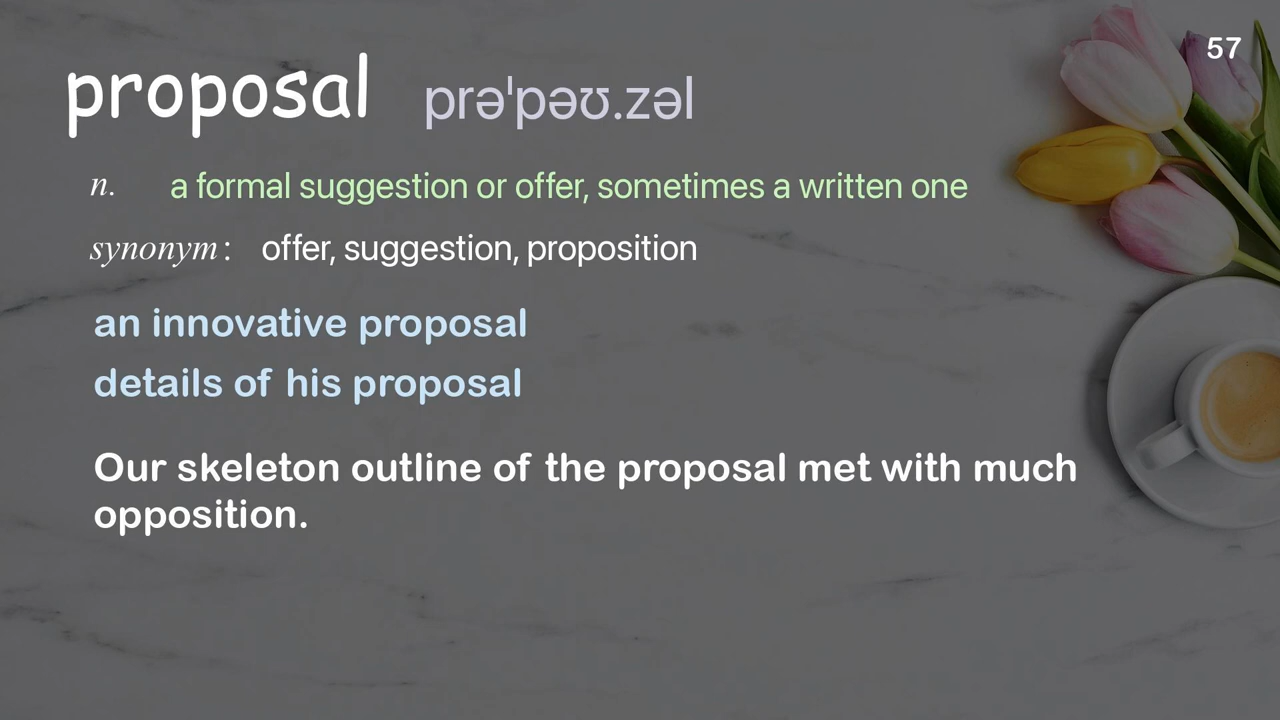 57
proposal prəˈpəʊ.zəl
n. a formal suggestion or offer, sometimes a written one
synonym: offer, suggestion, proposition
an innovative proposal
details of his proposal
Our skeleton outline of the proposal met with much
opposition.